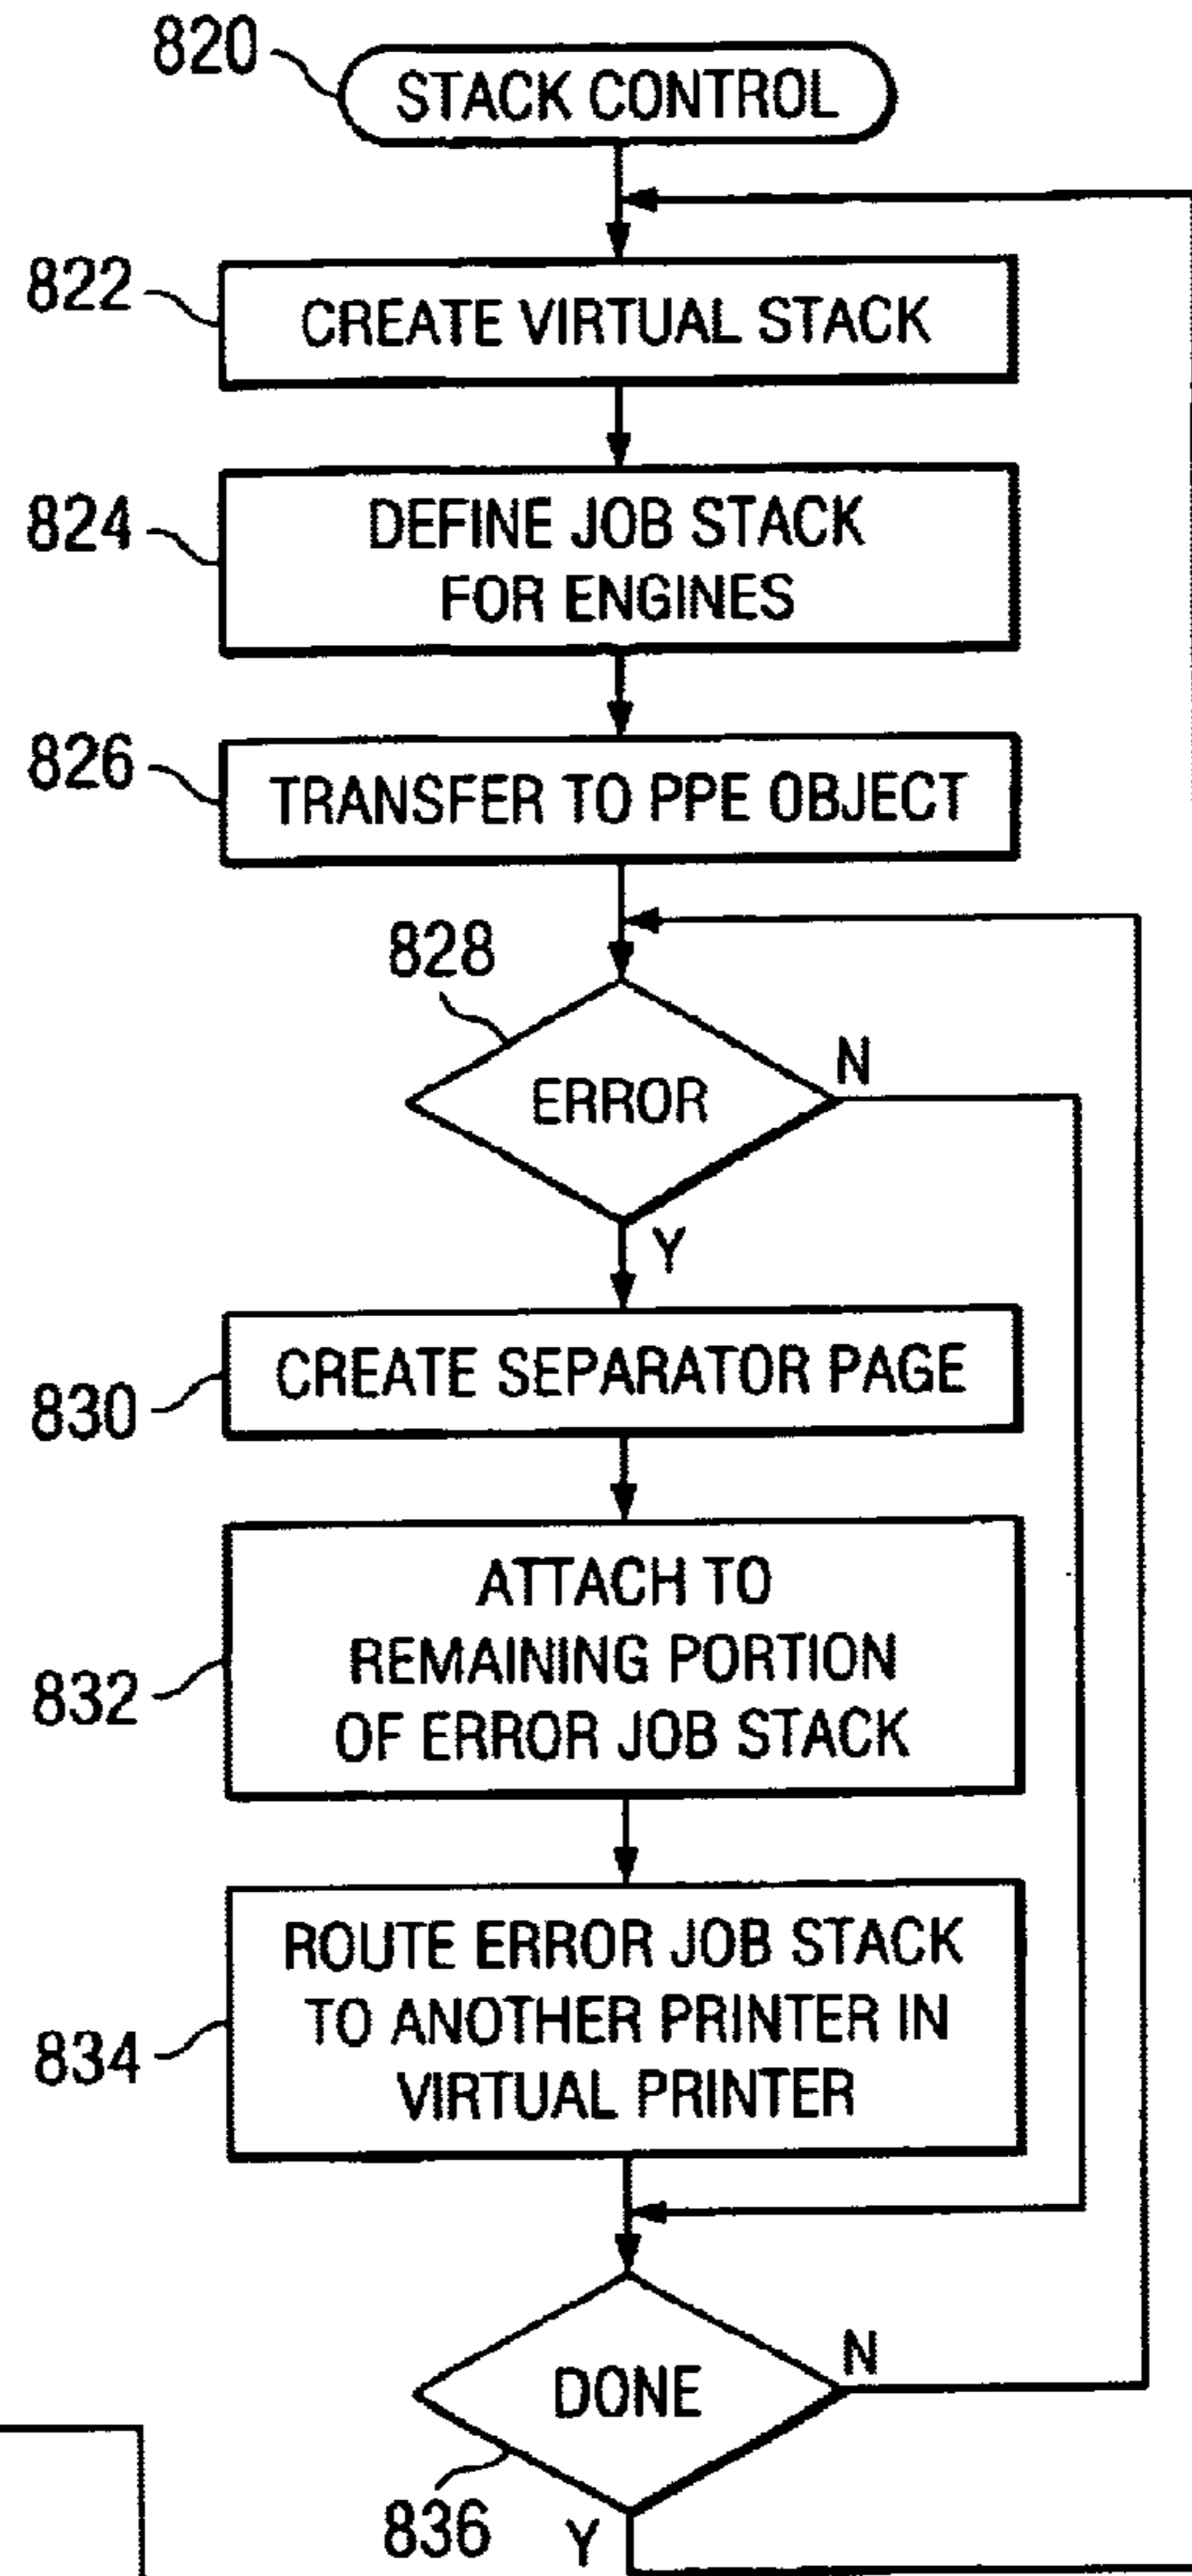 820
STACK CONTROL
822
CREATE VIRTUAL STACK
824
DEFINE JOB STACK
FOR ENGINES
826
TRANSFER TO PPE OBJECT
828
ERROR
N
Y
830
CREATE SEPARATOR PAGE
832
ATTACH TO
REMAINING PORTION
OF ERROR JOB STACK
834
ROUTE ERROR JOB STACK
TO ANOTHER PRINTER IN
VIRTUAL PRINTER
DONE
N
836
Y